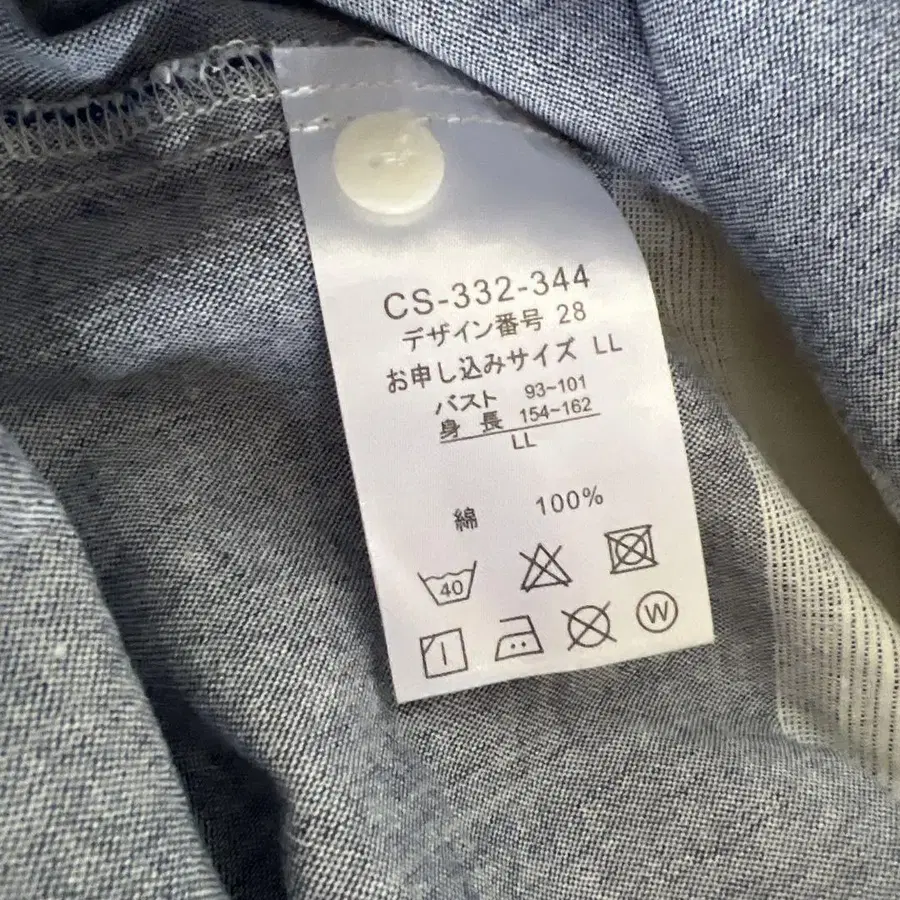 CS-332-344
デザイン番号 28
お申し込みサイズ LL
バスト 93~101
身長 154~162
LL
綿 100%
40
W